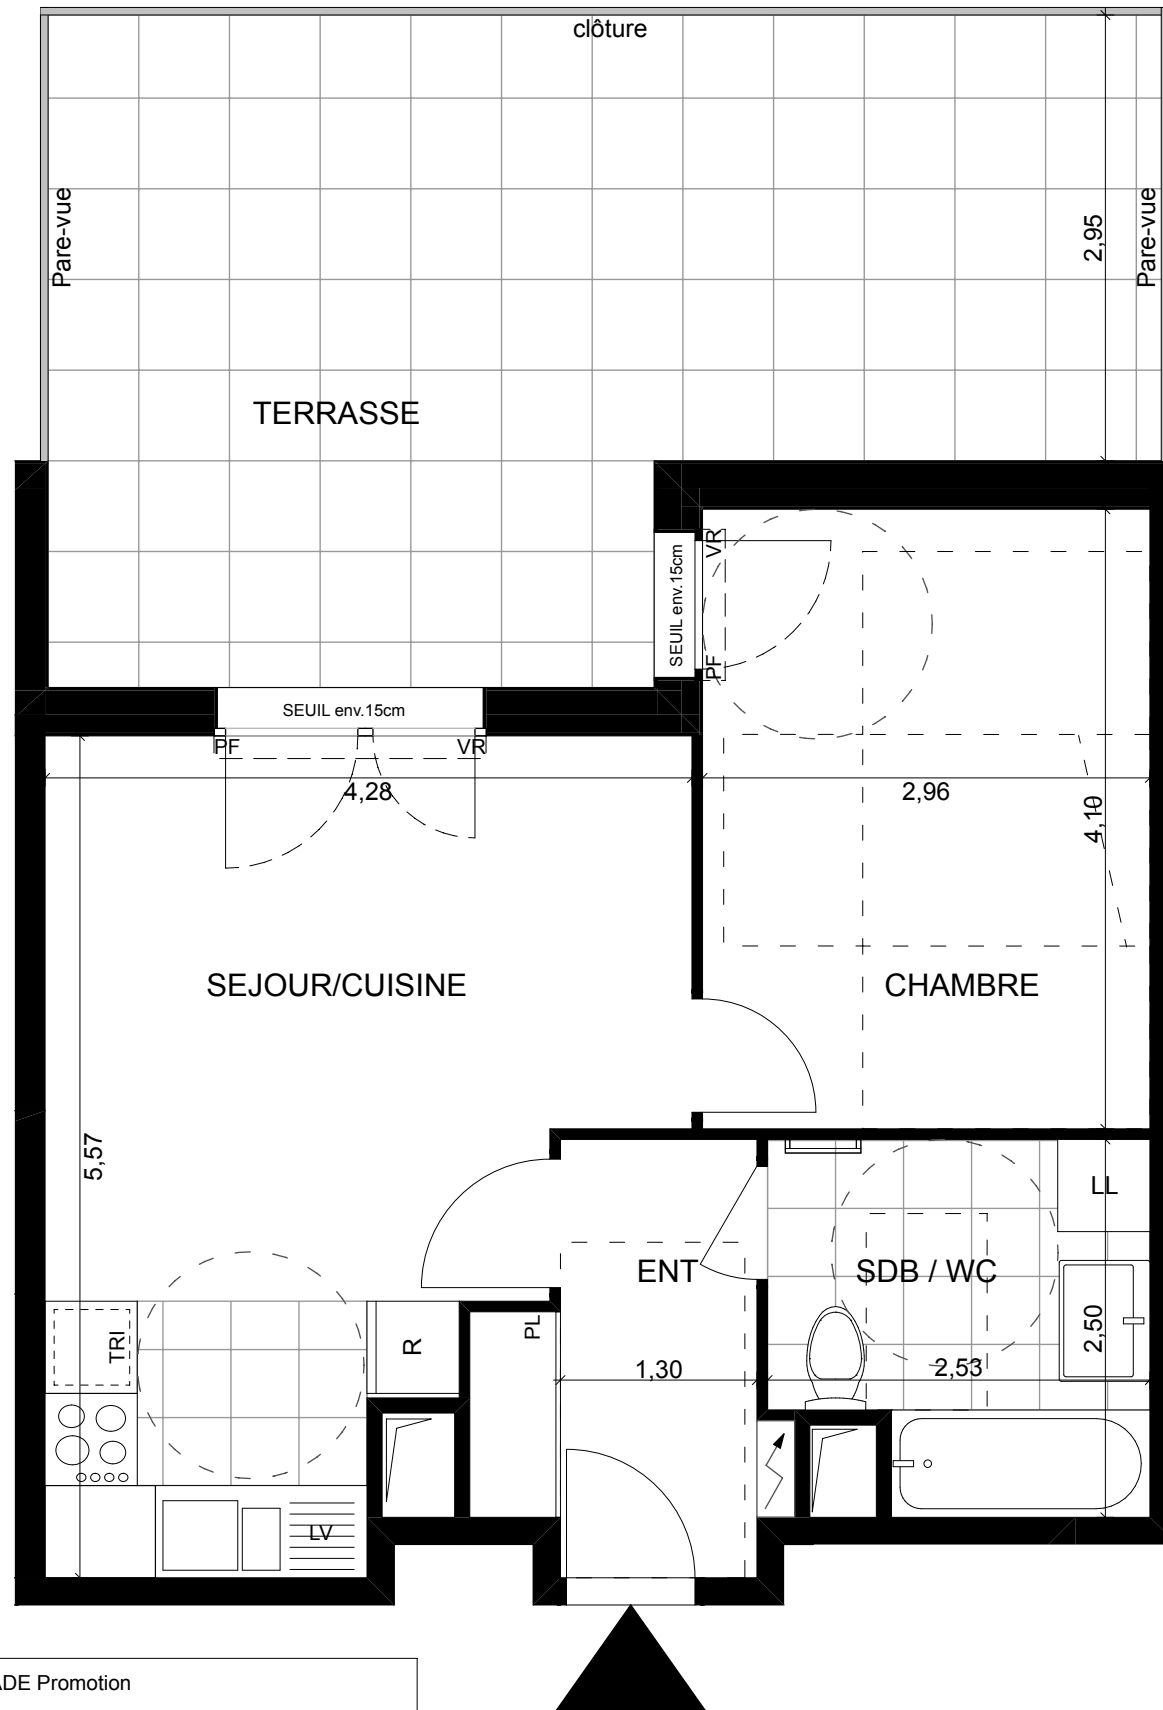 clôture
Pare-vue
2,95
Pare-vue
TERRASSE
SEUIL env.15cm
VR
PF
SEUIL env.15cm
PF
VR
4,28
2,96
4,10
SEJOUR/CUISINE
CHAMBRE
5,57
LL
ENT
SDB / WC
TRI
R
PL
2,50
1,30
2,53
LV
ADE Promotion